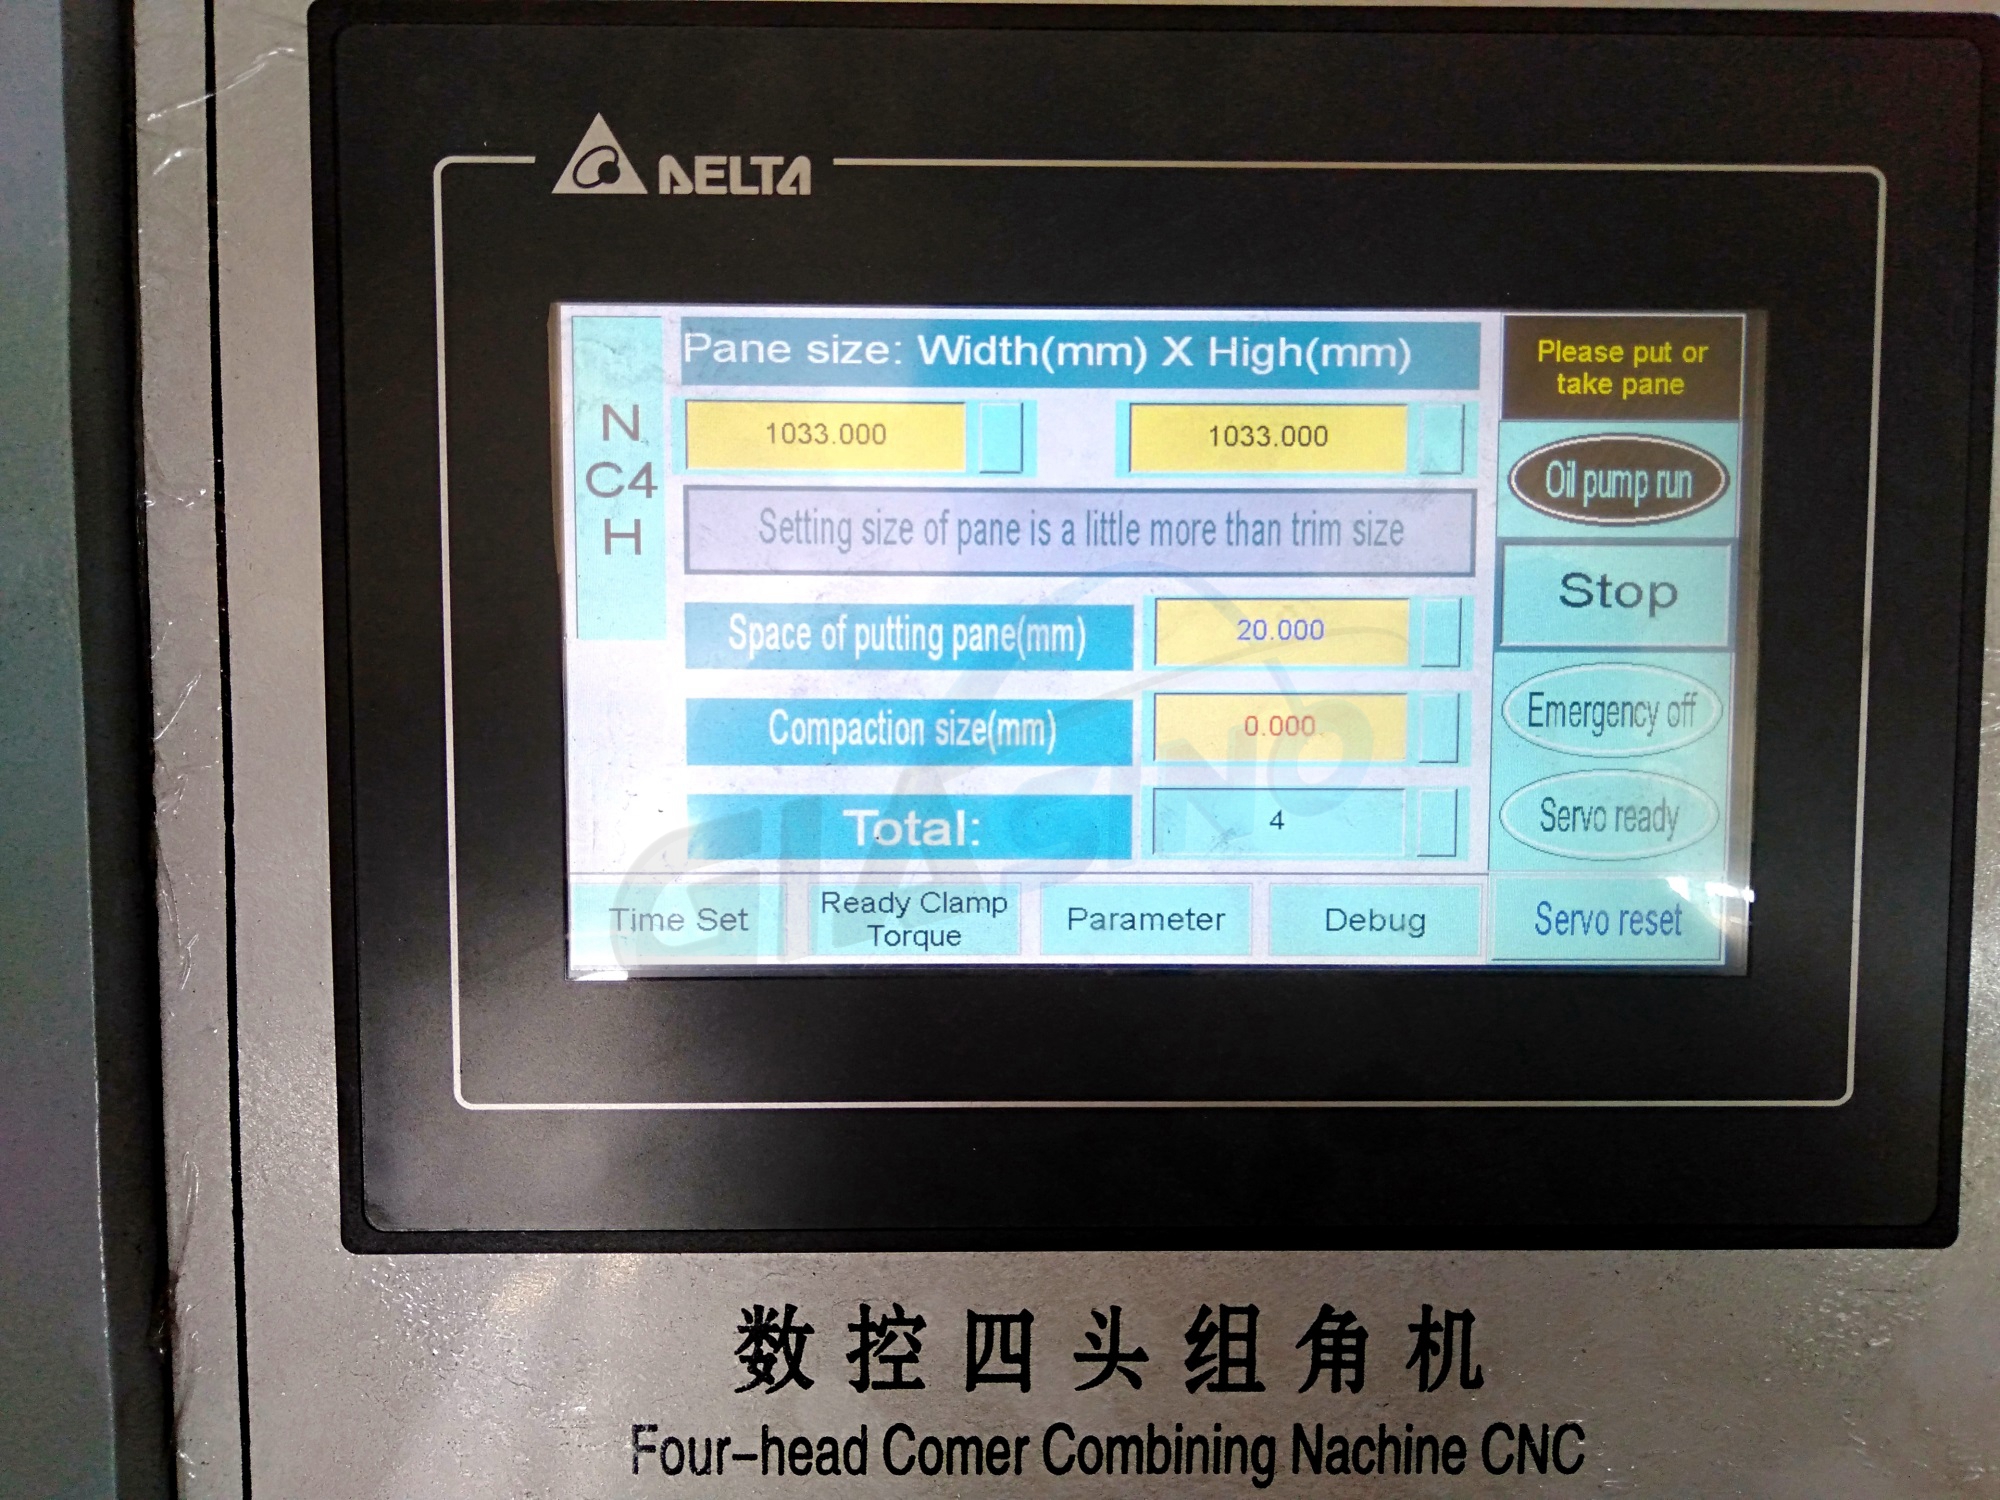 DELTA
N
C4
H
Pane size: Width(mm) X High(mm)
1033.000
1033.000
Setting size of pane is a little more than trim size
Space of putting pane(mm)
20.000
Compaction size(mm)
0.000
Total:
4
Please put or
take pane
Oil pump run
Stop
Emergency off
Servo ready
Time Set
Ready Clamp
Torque
Parameter
Debug
Servo reset
GIASINO
数控四头组角机
Four-head Comer Combining Nachine CNC